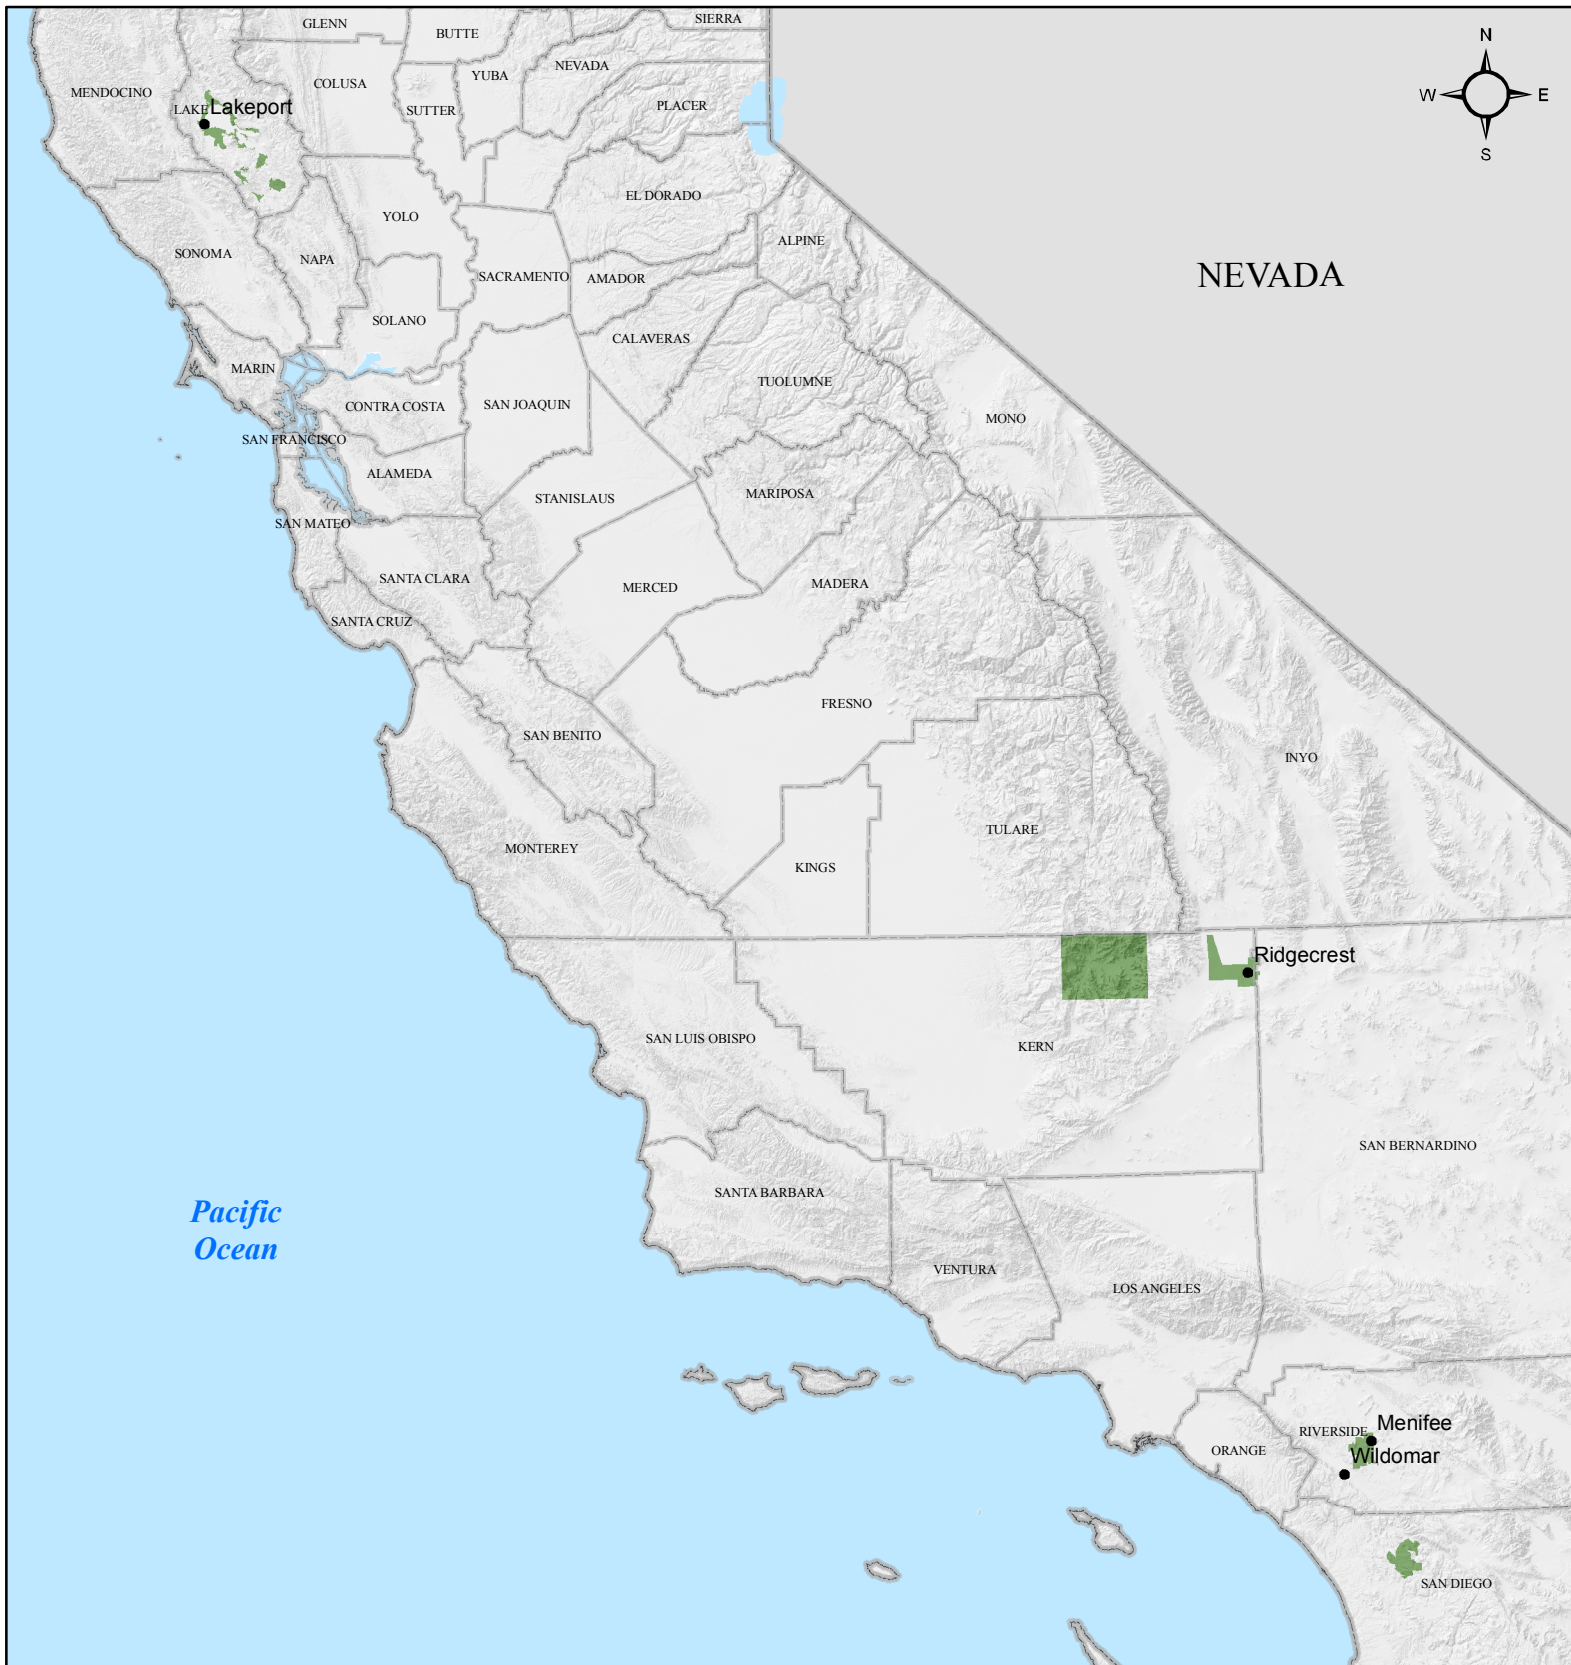 GLENN
BUTTE
SIERRA
N
YUBA
NEVADA
COLUSA
MENDOCINO
W
E
LAKE
Lakeport
SUTTER
PLACER
S
EL DORADO
YOLO
ALPINE
SONOMA
NAPA
SACRAMENTO
AMADOR
NEVADA
SOLANO
CALAVERAS
MARIN
TUOLUMNE
CONTRA COSTA
SAN JOAQUIN
MONO
SAN FRANCISCO
ALAMEDA
STANISLAUS
MARIPOSA
SAN MATEO
SANTA CLARA
MERCED
MADERA
SANTA CRUZ
FRESNO
SAN BENITO
INYO
TULARE
MONTEREY
KINGS
Ridgecrest
SAN LUIS OBISPO
KERN
SAN BERNARDINO
SANTA BARBARA
Pacific
Ocean
VENTURA
LOS ANGELES
Menifee
RIVERSIDE
ORANGE
Wildomar
SAN DIEGO